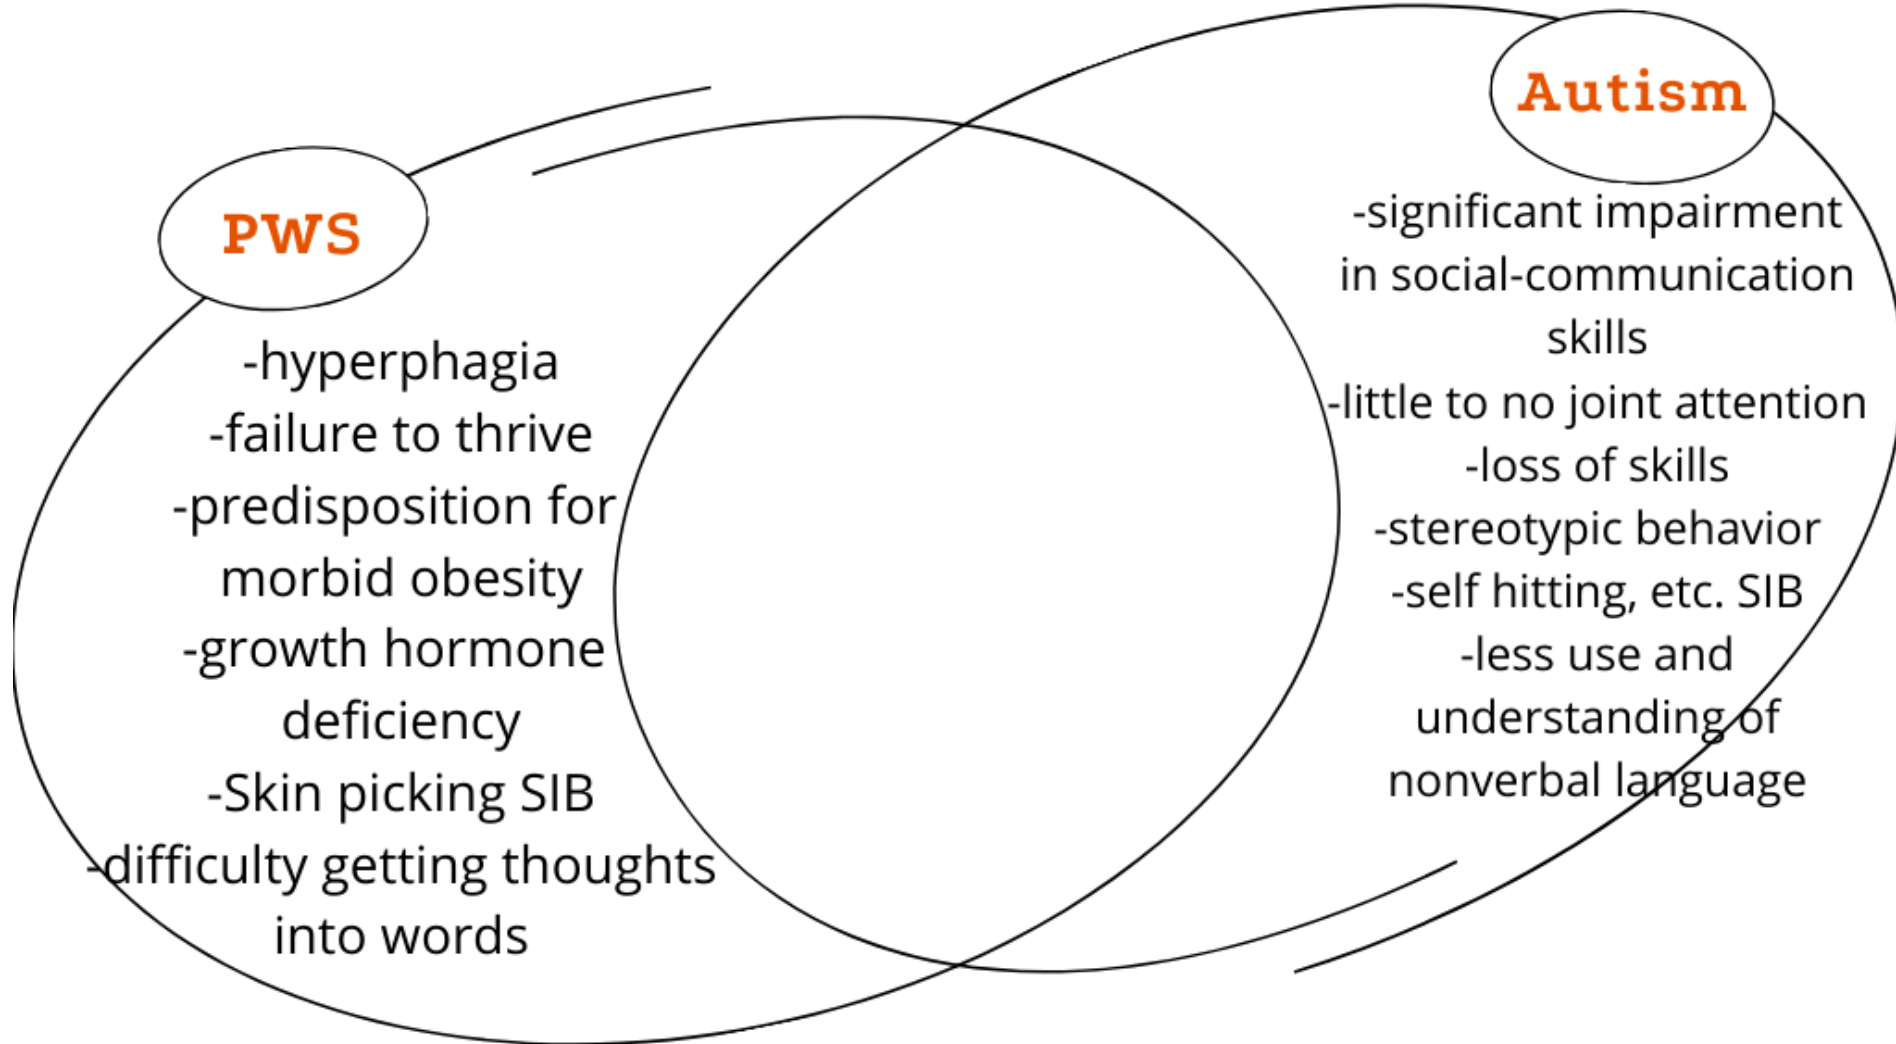 PWS
-hyperphagia
-failure to thrive
-predisposition for
morbid obesity
-growth hormone
deficiency
-Skin picking SIB
-difficulty getting thoughts
into words
Autism
-significant impairment
in social-communication
skills
-little to no joint attention
-loss of skills
-stereotypic behavior
-self hitting, etc. SIB
-less use and
understanding of
nonverbal language